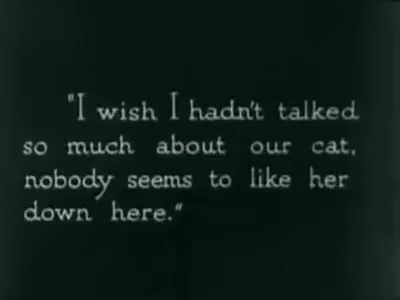 "I wish I hadn't talked
so much about our cat,
nobody seems to like her
down here."